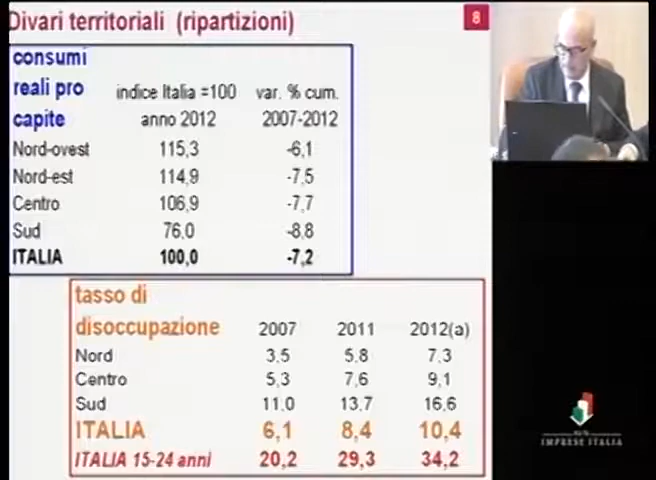 Divari territoriali (ripartizioni)
8
consumi
reali pro
capite
indice Italia =100
anno 2012
var. % cum.
2007-2012
Nord-ovest 115,3 -6,1
Nord-est 114,9 -7,5
Centro 106,9 -7,7
Sud 76,0 -8,8
ITALIA 100,0 -7,2
tasso di
disoccupazione 2007 2011 2012(a)
Nord 3,5 5,8 7,3
Centro 5,3 7,6 9,1
Sud 11,0 13,7 16,6
ITALIA 6,1 8,4 10,4
ITALIA 15-24 anni 20,2 29,3 34,2
IMPRESE ITALIA